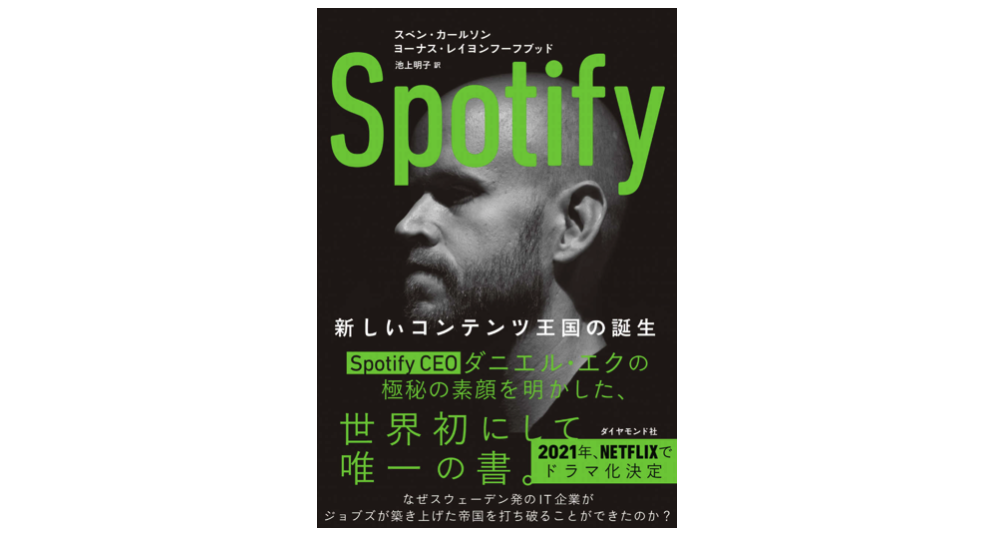 スベン・カールソン
ヨーナス・レイヨンフーフブッド
池上明子 訳
Spotify
新しいコンテンツ王国の誕生
Spotify CEO ダニエル・エクの
極秘の素顔を明かした、
世界初にして
唯一の書。
ダイヤモンド社
2021年、NETFLIXで
ドラマ化決定
なぜスウェーデン発のIT企業が
ジョブズが築き上げた帝国を打ち破ることができたのか?